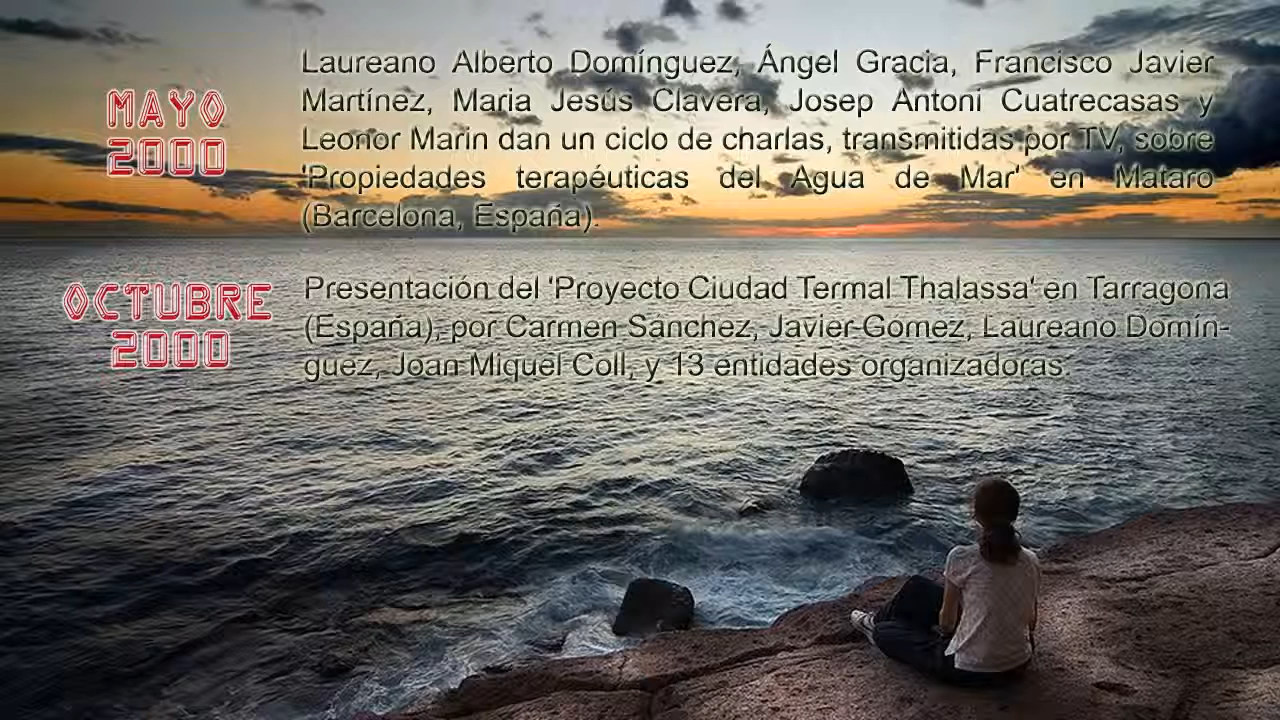 MAYO
2000
Laureano Alberto Domínguez, Ángel Gracia, Francisco Javier
Martínez, Maria Jesús Clavera, Josep Antoni Cuatrecasas y
Leonor Marin dan un ciclo de charlas, transmitidas por TV, sobre
'Propiedades terapéuticas del Agua de Mar' en Mataro
(Barcelona, España).
OCTUBRE
2000
Presentación del 'Proyecto Ciudad Termal Thalassa' en Tarragona
(España), por Carmen Sánchez, Javier Gomez, Laureano Domín-
guez, Joan Miquel Coll, y 13 entidades organizadoras.